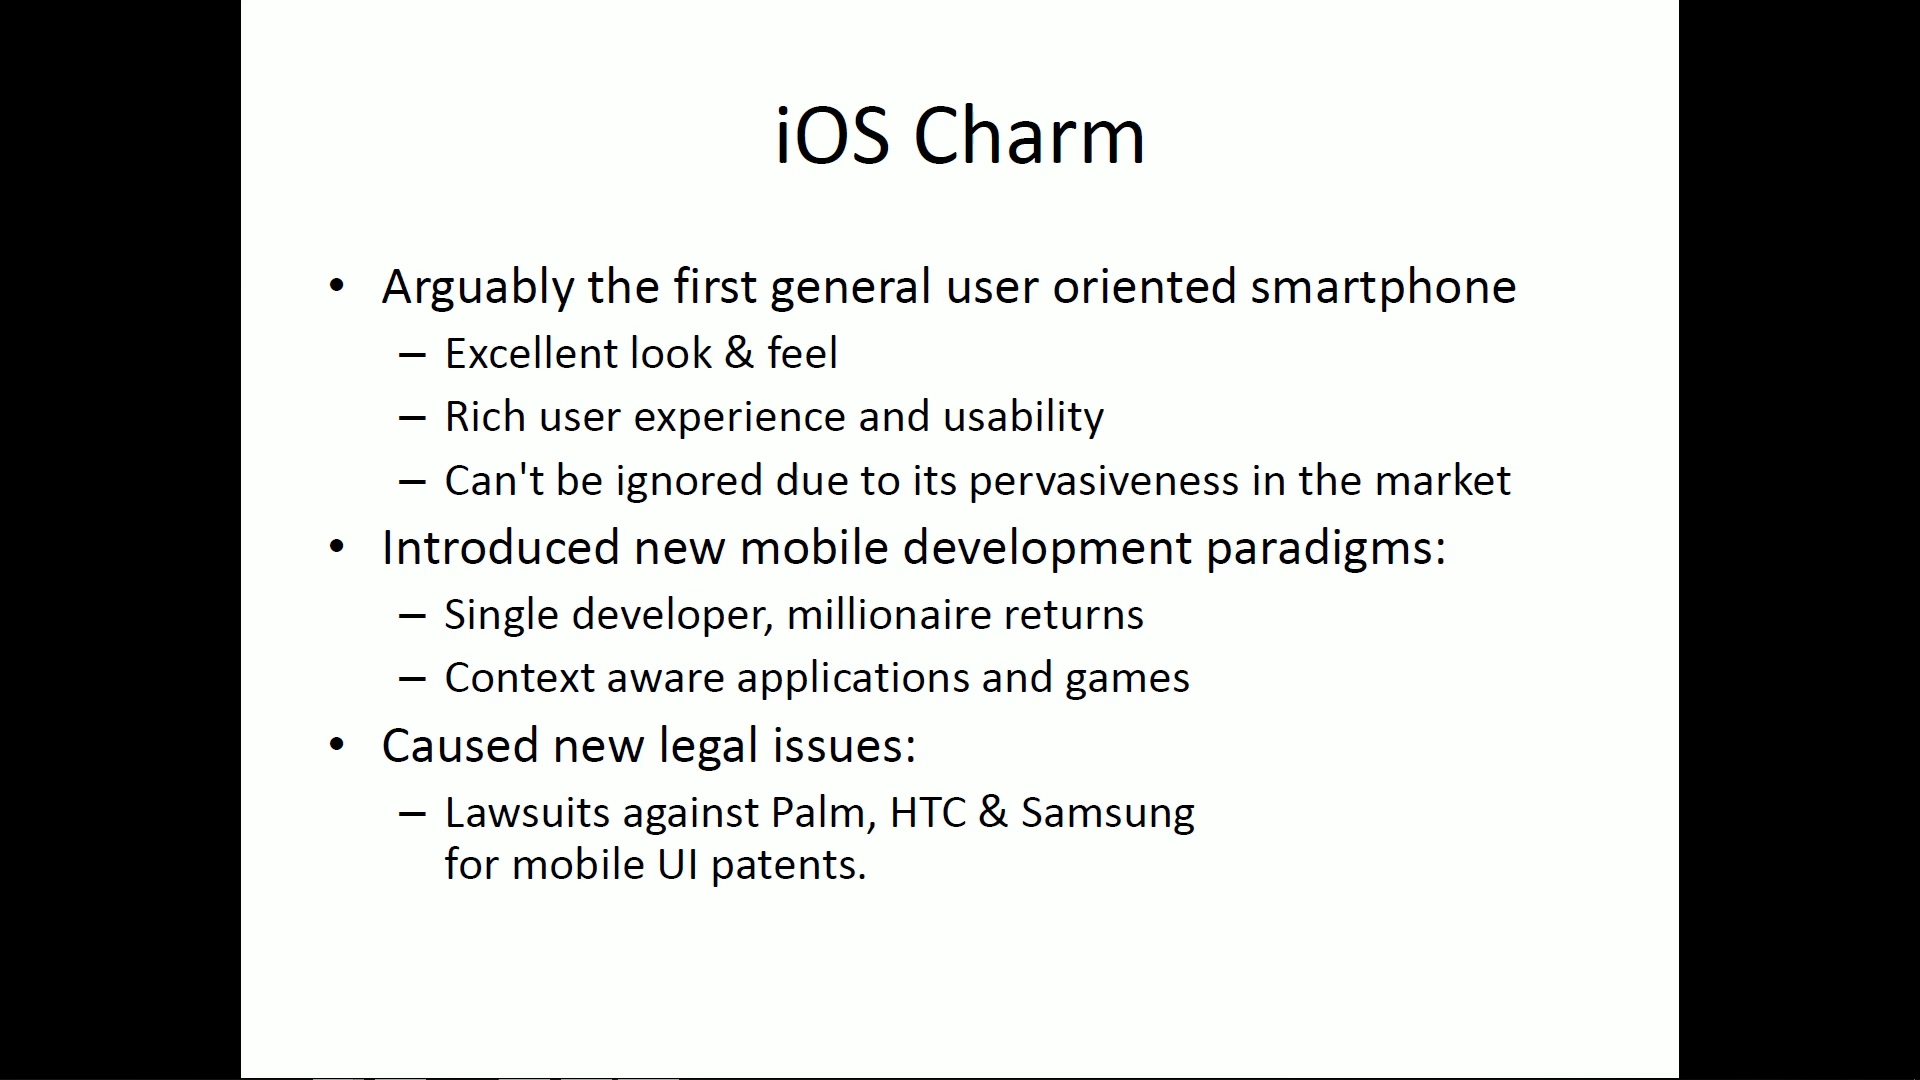 iOS Charm
• Arguably the first general user oriented smartphone
– Excellent look & feel
– Rich user experience and usability
– Can't be ignored due to its pervasiveness in the market
• Introduced new mobile development paradigms:
– Single developer, millionaire returns
– Context aware applications and games
• Caused new legal issues:
– Lawsuits against Palm, HTC & Samsung
for mobile UI patents.